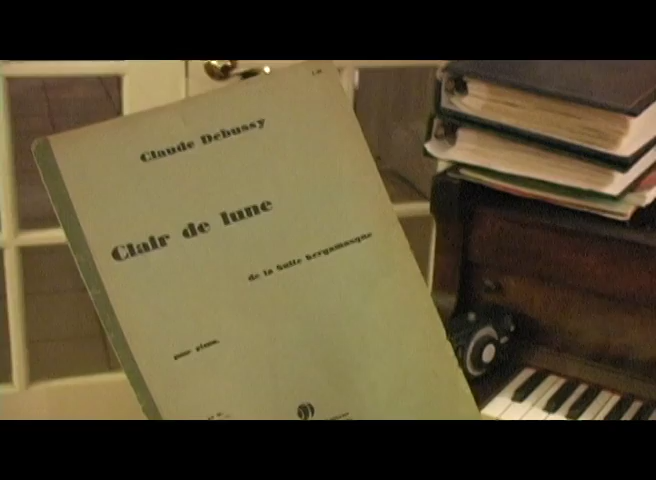 Claude Debussy
Clair de lune
de la Suite bergamasque
pour piano.